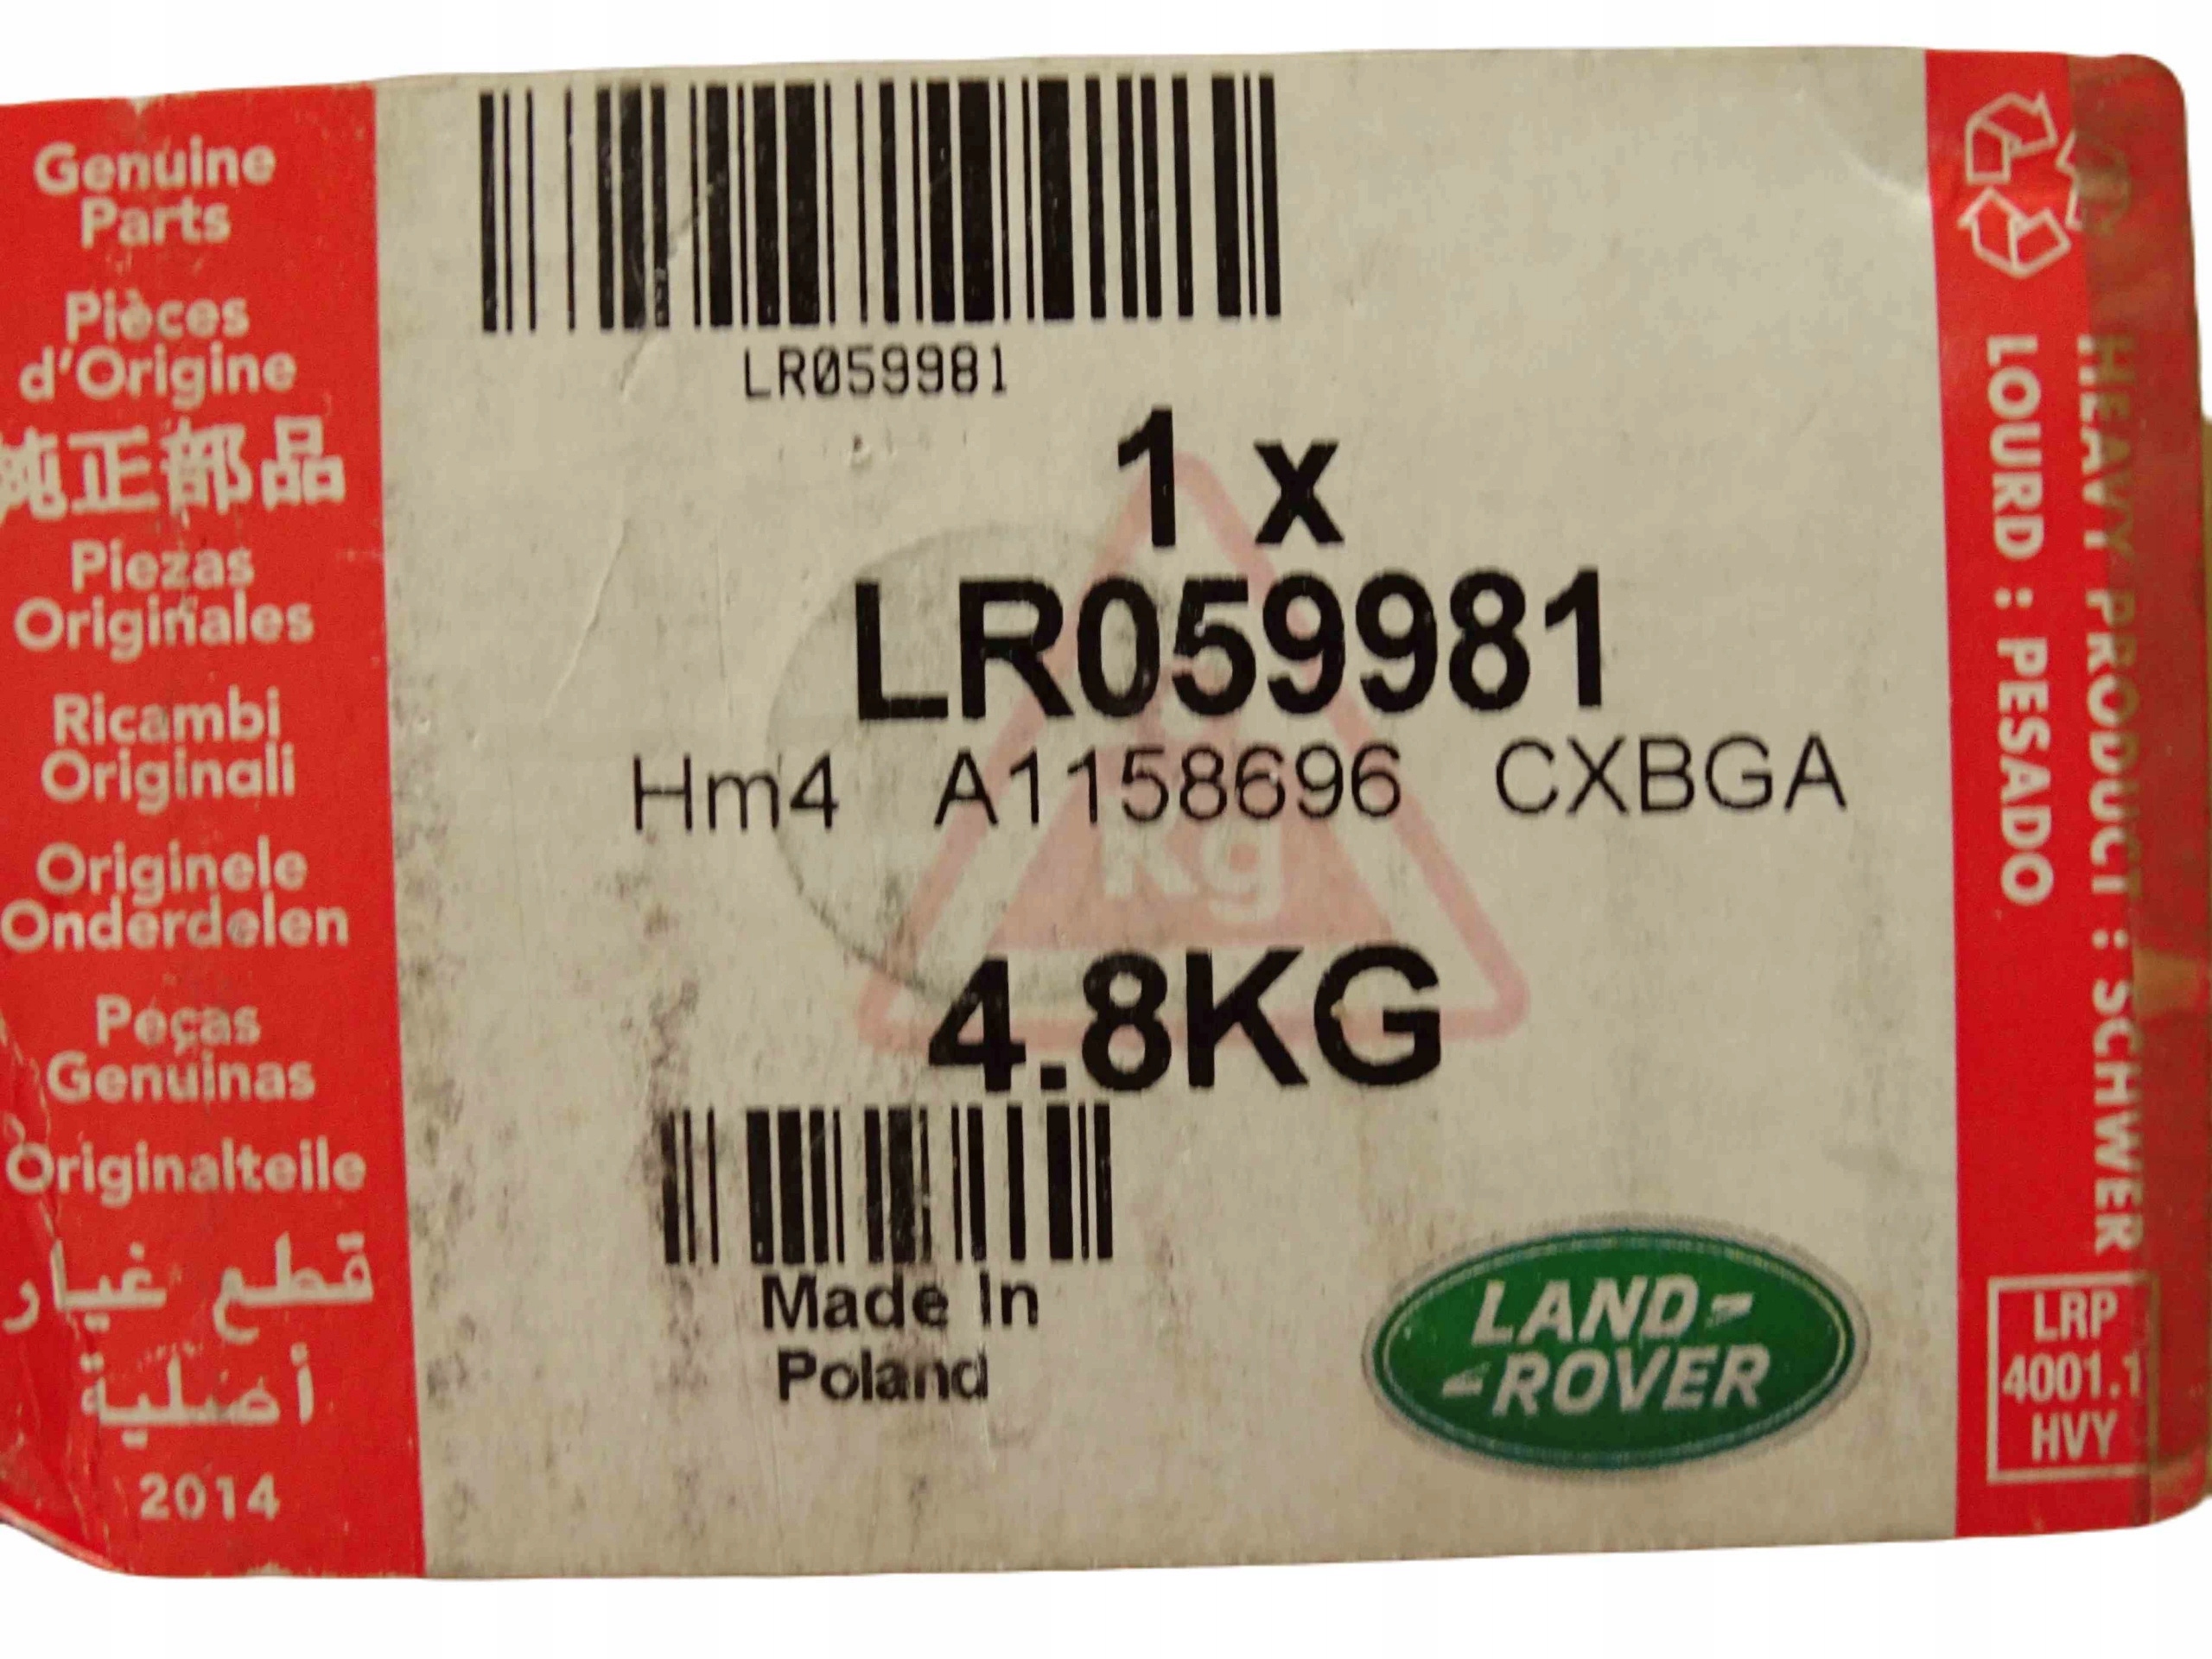 Genuine
Parts
Pièces
d'Origine
純正部品
Piezas
Originales
Ricambi
Originali
Originele
Onderdelen
Peças
Genuinas
Originalteile
قطع غيار
أصلية
2014
LR059981
1 x
LR059981
Hm4 A1158696 CXBGA
Kg
4.8KG
Made In
Poland
LAND-
-ROVER
HEAVY PRODUCT : SCHWER
LOURD : PESADO
LRP
4001.1
HVY